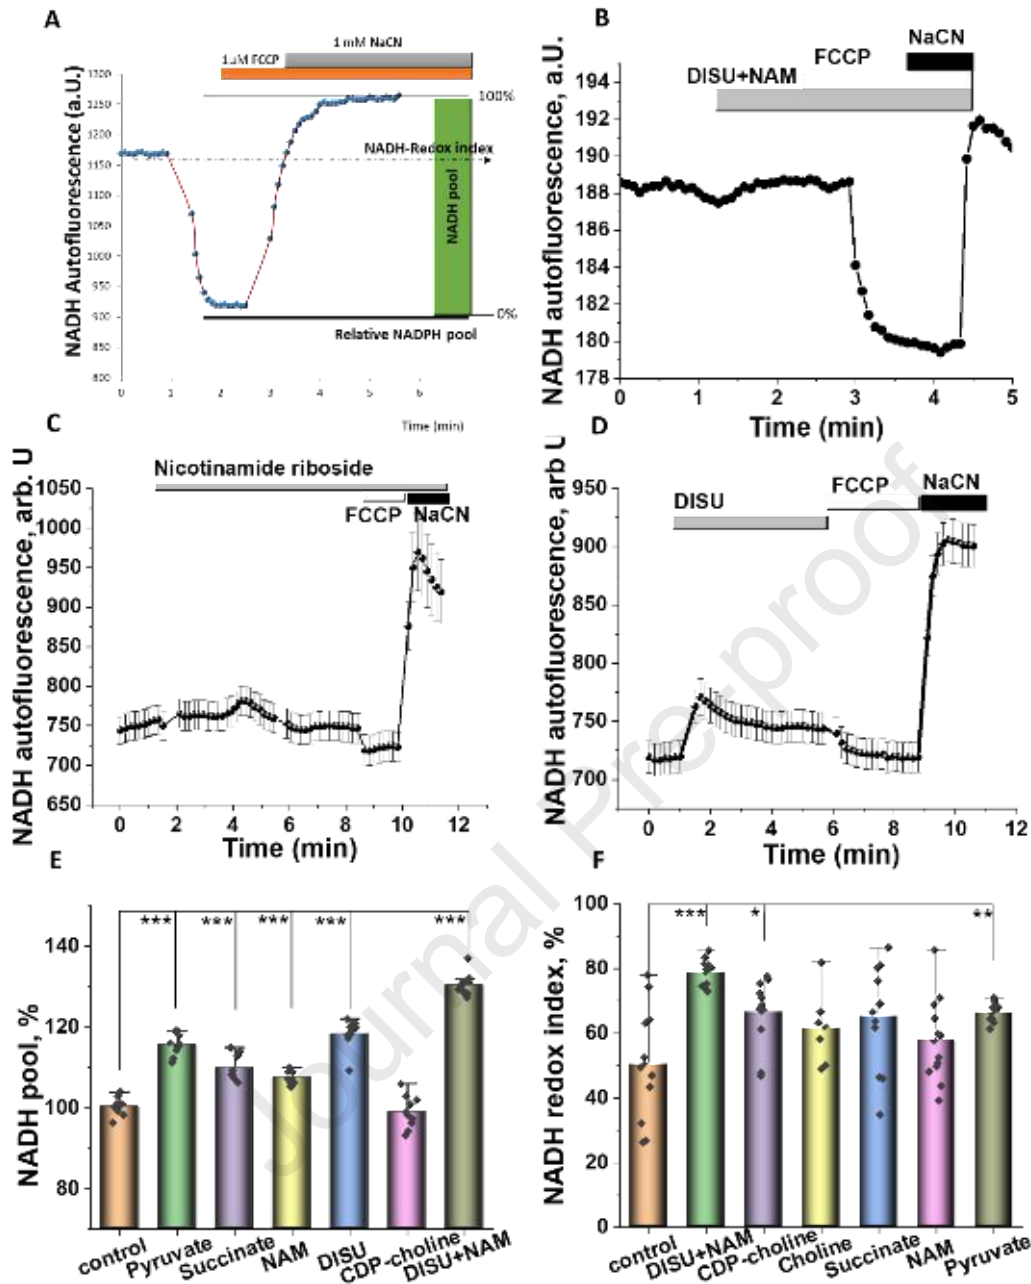 A
1 mM NaCN
1µM FCCP
NADH Autofluorescence (a.U.)
1300
1250
1200
1150
1100
1050
1000
950
900
850
800
100%
NADH-Redox index
NADH pool
0%
Relative NADPH pool
0 1 2 3 4 5 6
Time (min)
B
NaCN
FCCP
DISU+NAM
NADH autofluorescence, a.U.
194
192
190
188
186
184
182
180
178
0 1 2 3 4 5
Time (min)
C
Nicotinamide riboside
FCCP NaCN
NADH autofluorescence, arb. U
1050
1000
950
900
850
800
750
700
650
0 2 4 6 8 10 12
Time (min)
D
DISU
FCCP
NaCN
NADH autofluorescence, arb U
950
900
850
800
750
700
0 2 4 6 8 10 12
Time (min)
Journal Pre-proof
E
*** *** *** *** ***
NADH pool, %
140
120
100
80
control Pyruvate Succinate NAM DISU CDP-choline DISU+NAM
F
*** * **
NADH redox index, %
100
80
60
40
20
0
control DISU+NAM CDP-choline Choline Succinate NAM Pyruvate